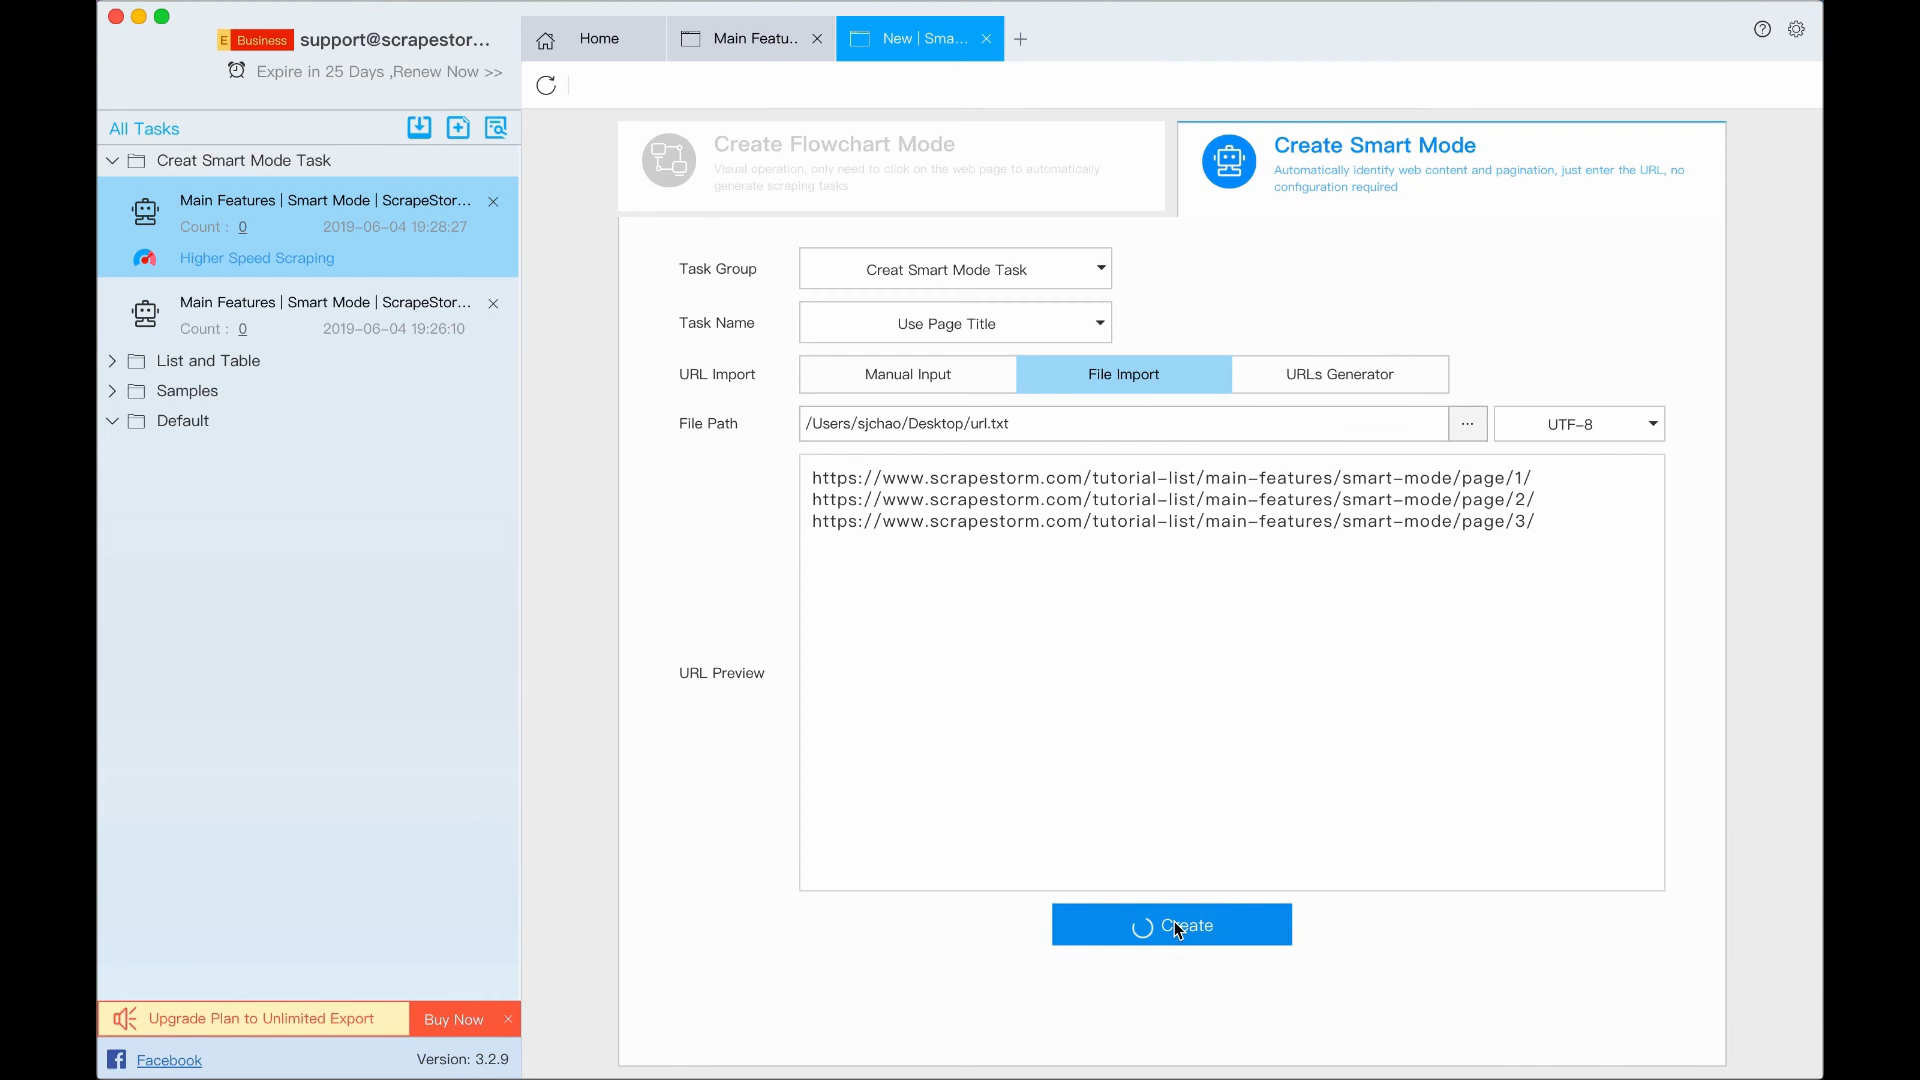 E Business support@scrapestor...
Expire in 25 Days ,Renew Now >>
Home
Main Featu..
New | Sma...
All Tasks
Creat Smart Mode Task
Main Features | Smart Mode | ScrapeStor...
Count : 0 2019-06-04 19:28:27
Higher Speed Scraping
Main Features | Smart Mode | ScrapeStor...
Count : 0 2019-06-04 19:26:10
List and Table
Samples
Default
Upgrade Plan to Unlimited Export
Buy Now
Facebook
Version: 3.2.9
Create Flowchart Mode
Visual operation, only need to click on the web page to automatically
generate scraping tasks
Create Smart Mode
Automatically identify web content and pagination, just enter the URL, no
configuration required
Task Group
Creat Smart Mode Task
Task Name
Use Page Title
URL Import
Manual Input
File Import
URLs Generator
File Path
/Users/sjchao/Desktop/url.txt
...
UTF-8
https://www.scrapestorm.com/tutorial-list/main-features/smart-mode/page/1/
https://www.scrapestorm.com/tutorial-list/main-features/smart-mode/page/2/
https://www.scrapestorm.com/tutorial-list/main-features/smart-mode/page/3/
URL Preview
Create